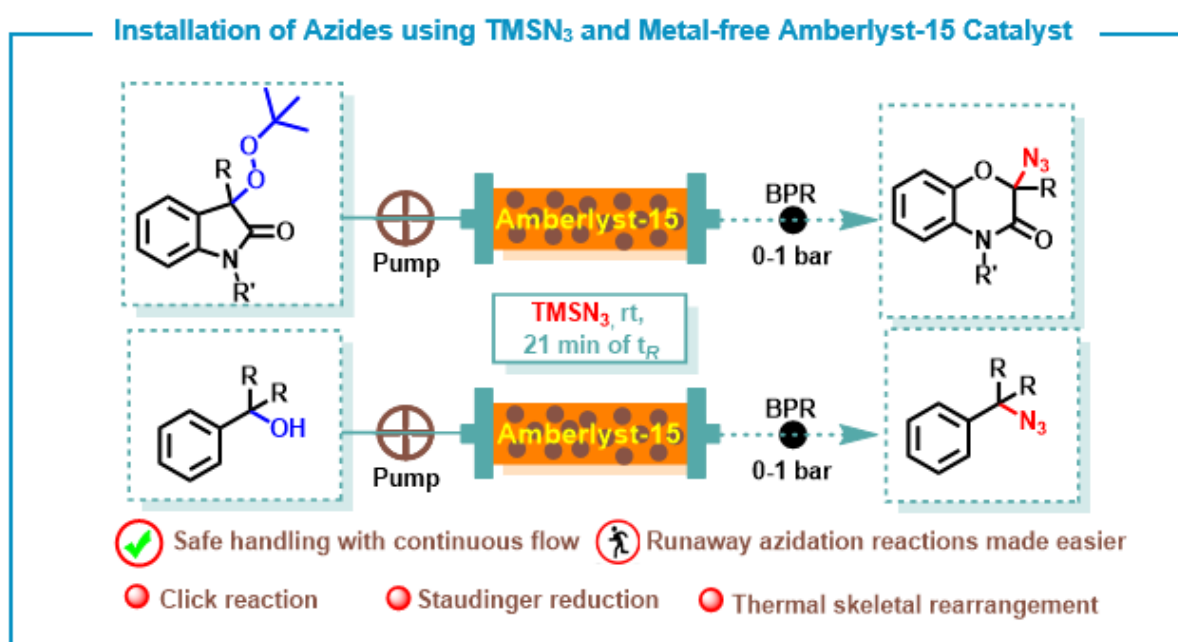 Installation of Azides using TMSN₃ and Metal-free Amberlyst-15 Catalyst
O
O
R
O
N
R'
Pump
Amberlyst-15
BPR
0-1 bar
O
N₃
R
N
O
R'
TMSN₃, rt,
21 min of tR
R
R
OH
Pump
Amberlyst-15
BPR
0-1 bar
R
R
N₃
Safe handling with continuous flow
Runaway azidation reactions made easier
Click reaction
Staudinger reduction
Thermal skeletal rearrangement